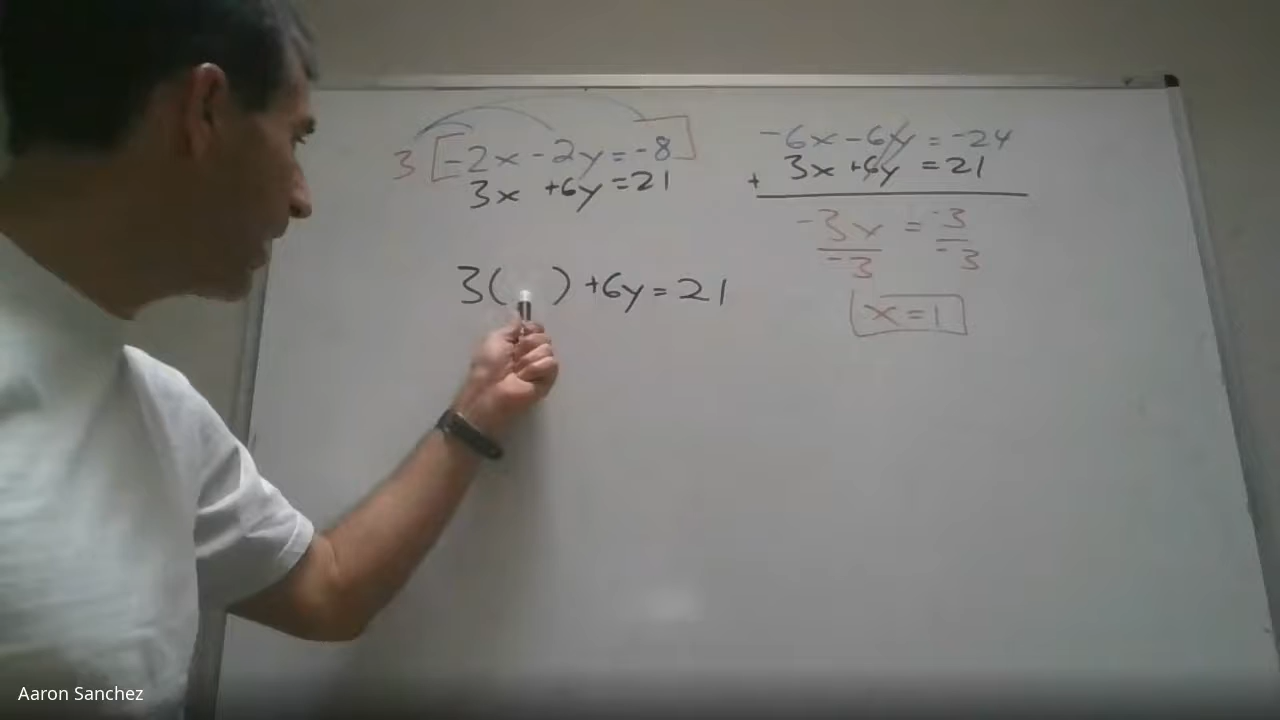 3 [-2x - 2y = -8]
3x + 6y = 21
3( ) + 6y = 21
-6x - 6y = -24
+ 3x + 6y = 21
-3x = -3
-3 -3
x = 1
Aaron Sanchez